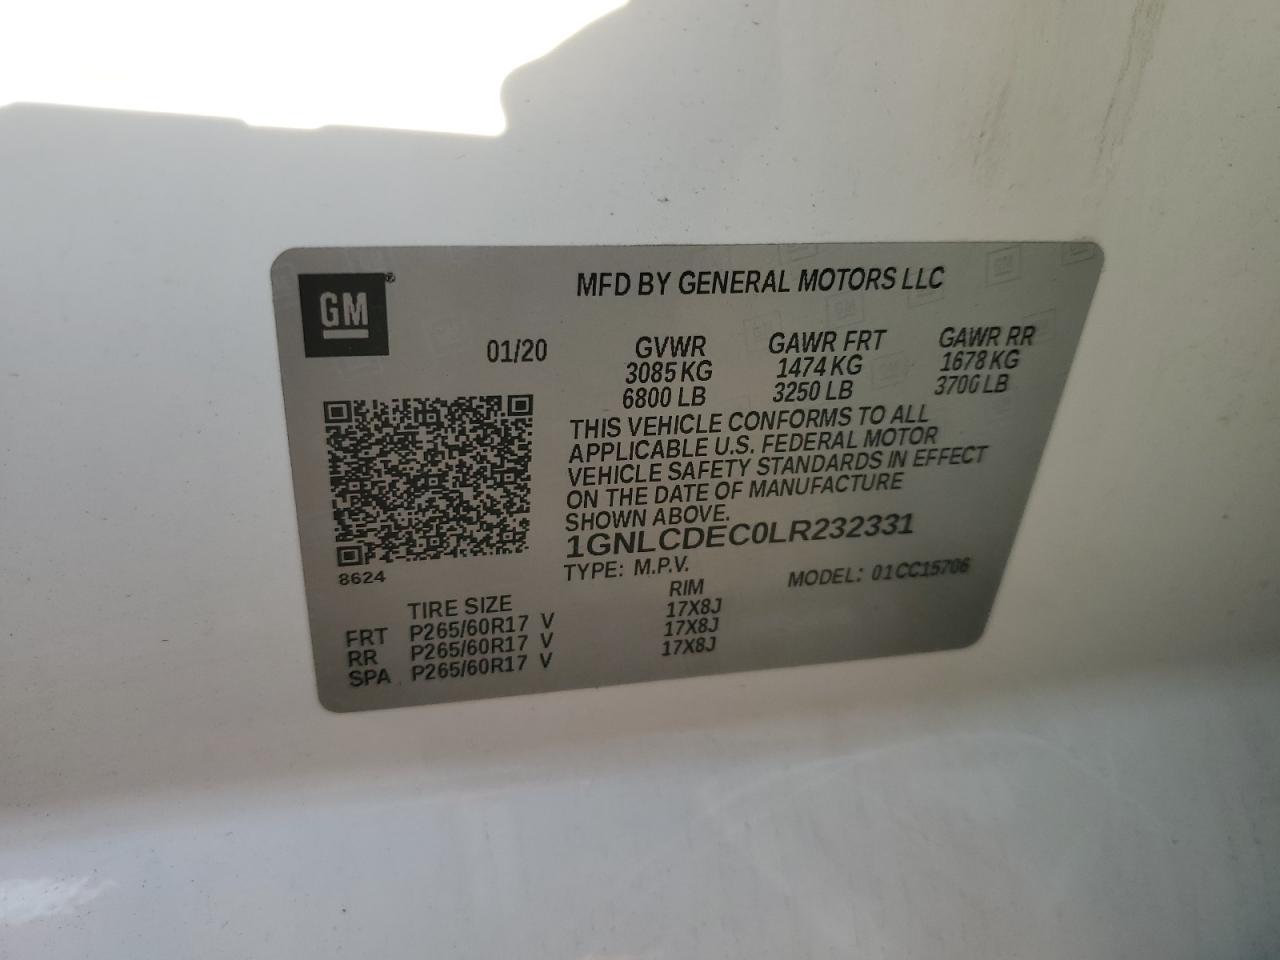 GM®
MFD BY GENERAL MOTORS LLC
01/20
GVWR GAWR FRT GAWR RR
3085 KG 1474 KG 1678 KG
6800 LB 3250 LB 3700 LB
THIS VEHICLE CONFORMS TO ALL
APPLICABLE U.S. FEDERAL MOTOR
VEHICLE SAFETY STANDARDS IN EFFECT
ON THE DATE OF MANUFACTURE
SHOWN ABOVE.
1GNLCDEC0LR232331
8624
TYPE: M.P.V. MODEL: 01CC15706
TIRE SIZE RIM
FRT P265/60R17 V 17X8J
RR P265/60R17 V 17X8J
SPA P265/60R17 V 17X8J